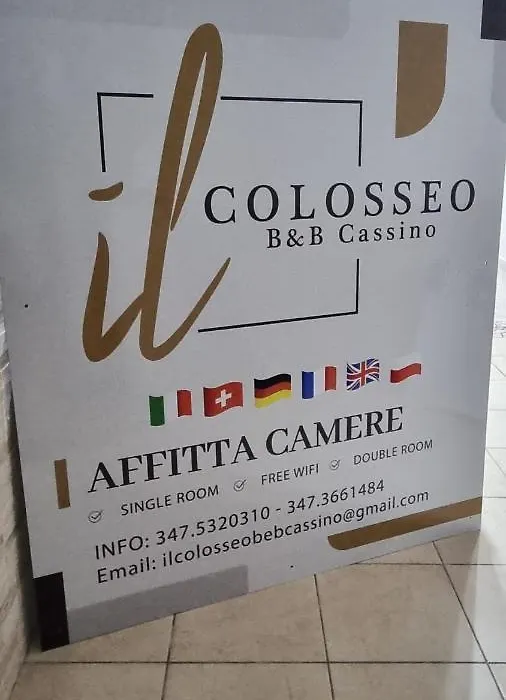 il
COLOSSEO
B&B Cassino
AFFITTA CAMERE
SINGLE ROOM FREE WIFI DOUBLE ROOM
INFO: 347.5320310 - 347.3661484
Email: ilcolosseobebcassino@gmail.com